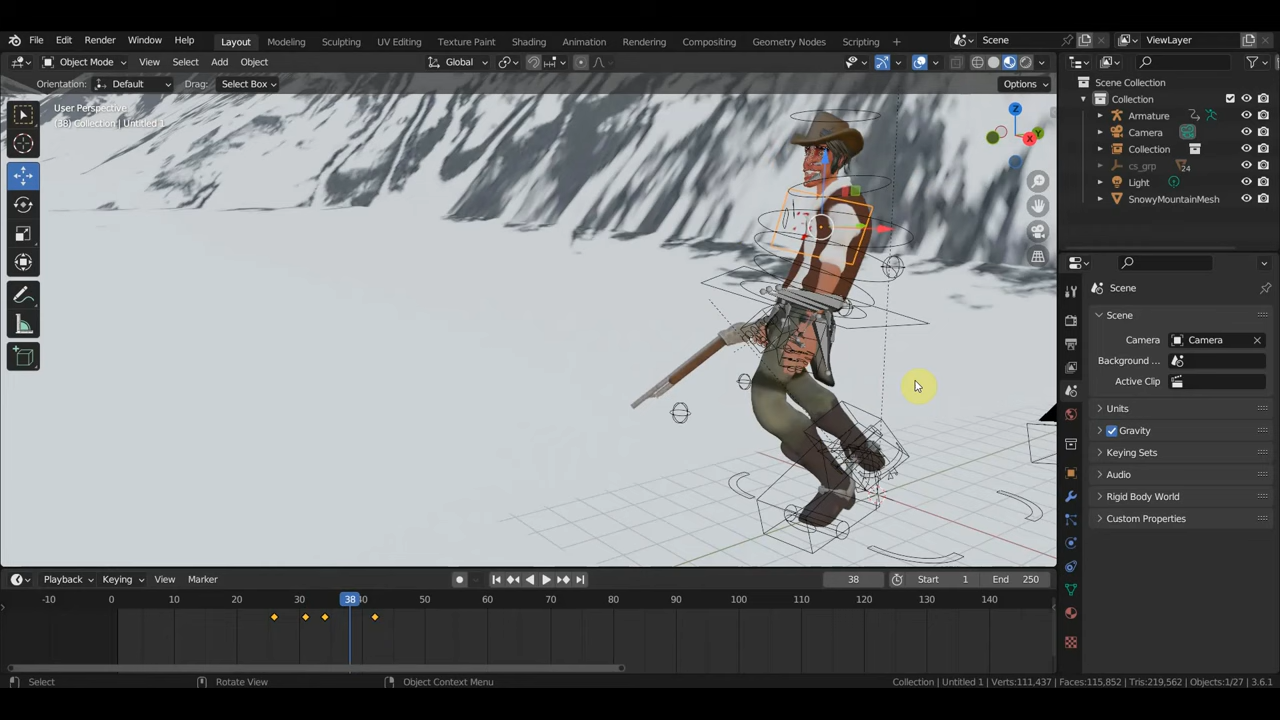 File Edit Render Window Help Layout Modeling Sculpting UV Editing Texture Paint Shading Animation Rendering Compositing Geometry Nodes Scripting + Scene ViewLayer
Object Mode View Select Add Object Global
Orientation: Default Drag: Select Box Options
User Perspective
(38) Collection | Untitled 1
Z
Y
X
Scene Collection
Collection
Armature
Camera
Collection
cs_grp 24
Light
SnowyMountainMesh
Scene
Scene
Camera Camera
Background ...
Active Clip
Units
Gravity
Keying Sets
Audio
Rigid Body World
Custom Properties
Playback Keying View Marker 38 Start 1 End 250
-10 0 10 20 30 38 40 50 60 70 80 90 100 110 120 130 140
Select Rotate View Object Context Menu Collection | Untitled 1 | Verts:111,437 | Faces:115,852 | Tris:219,562 | Objects:1/27 | 3.6.1